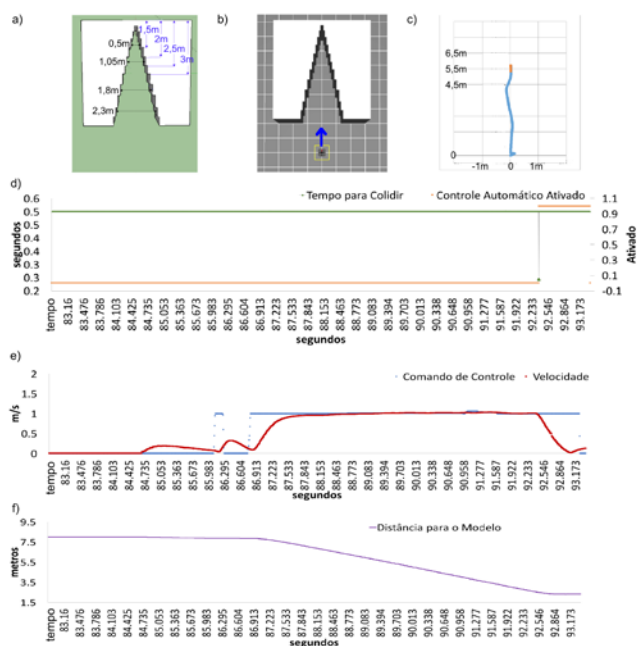 a)
1,5m
2m
2,5m
3m
0,5m
1,05m
1,8m
2,3m
b)
c)
6,5m
5,5m
4,5m
0
-1m 0 1m
d)
Tempo para Colidir Controle Automático Ativado
0.6
0.5
0.4
0.3
0.2
segundos
1.1
0.9
0.7
0.5
0.3
0.1
-0.1
Ativado
tempo 83.16 83.476 83.786 84.103 84.425 84.735 85.053 85.363 85.673 85.983 86.295 86.604 86.913 87.223 87.533 87.843 88.153 88.463 88.773 89.083 89.394 89.703 90.013 90.338 90.648 90.958 91.277 91.587 91.922 92.233 92.546 92.864 93.173
segundos
e)
Comando de Controle Velocidade
2
1
0
m/s
tempo 83.16 83.476 83.786 84.103 84.425 84.735 85.053 85.363 85.673 85.983 86.295 86.604 86.913 87.223 87.533 87.843 88.153 88.463 88.773 89.083 89.394 89.703 90.013 90.338 90.648 90.958 91.277 91.587 91.922 92.233 92.546 92.864 93.173
segundos
f)
Distância para o Modelo
9.5
7.5
5.5
3.5
1.5
metros
tempo 83.16 83.476 83.786 84.103 84.425 84.735 85.053 85.363 85.673 85.983 86.295 86.604 86.913 87.223 87.533 87.843 88.153 88.463 88.773 89.083 89.394 89.703 90.013 90.338 90.648 90.958 91.277 91.587 91.922 92.233 92.546 92.864 93.173
segundos